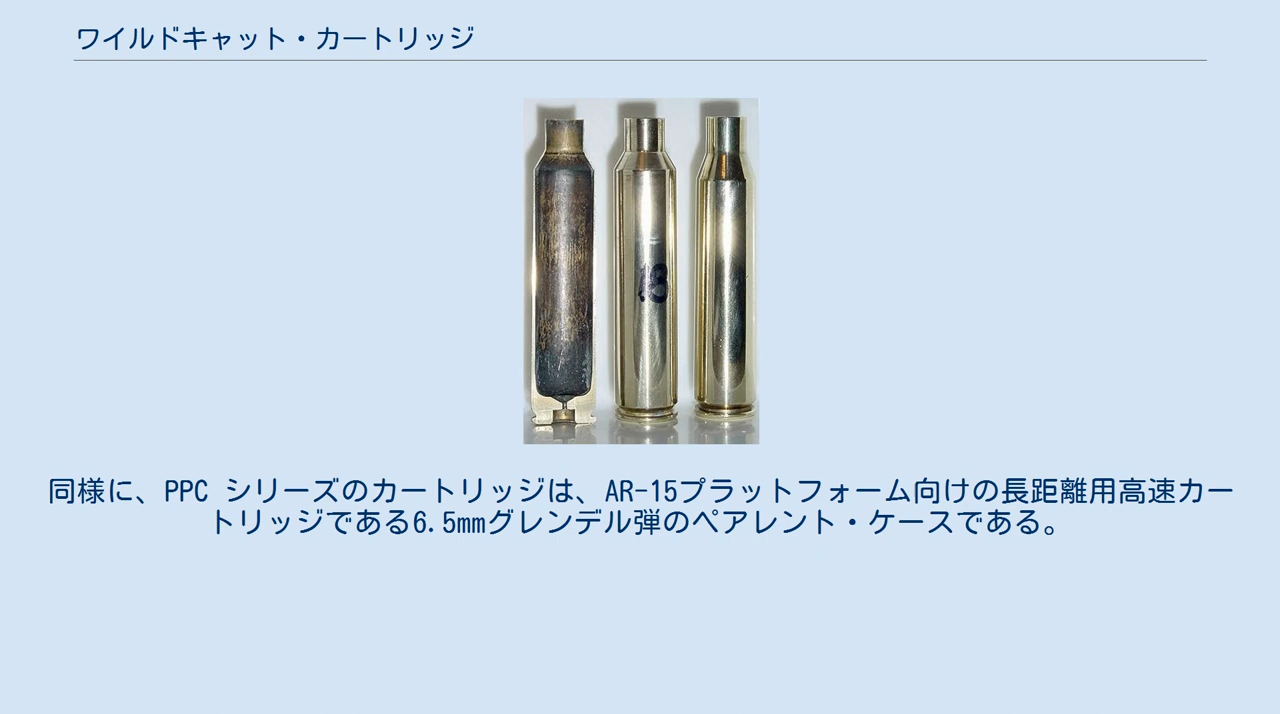 ワイルドキャット・カートリッジ
18
同様に、PPC シリーズのカートリッジは、AR-15プラットフォーム向けの長距離用高速カー
トリッジである6.5mmグレンデル弾のペアレント・ケースである。